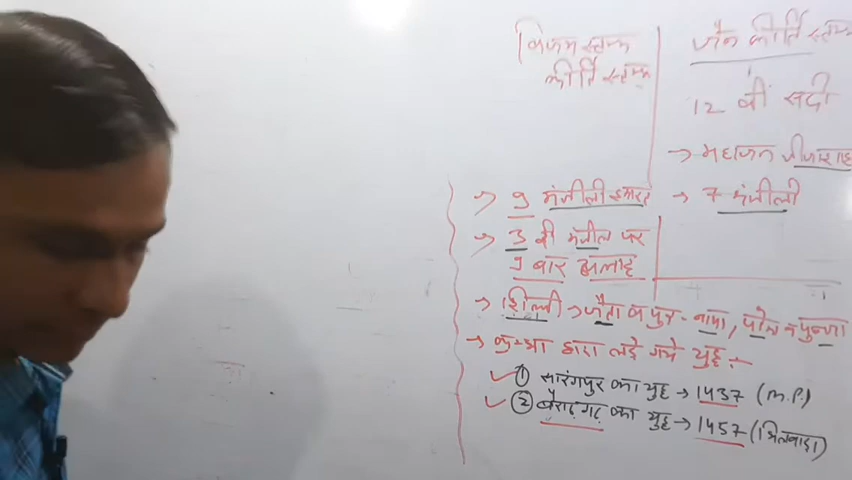 विजय स्तम्भ
कीर्ति स्तम्भ
जैन कीर्ति स्तम्भ
12 वी सदी
→ महाजन जीजाशाह
→ 9 मंजीली इमारत
→ 7 मंजीली
→ 3 वी मंजील पर
9 बार अल्लाह
→ शिल्पी → जैता व पुत्र - नापा, पोमा व पुन्जा
→ कुम्भा द्वारा लड़े गये युद्ध :-
① सारंगपुर का युद्ध → 1437 (M.P.)
② बैराठगढ़ का युद्ध → 1457 (भिलवाड़ा)